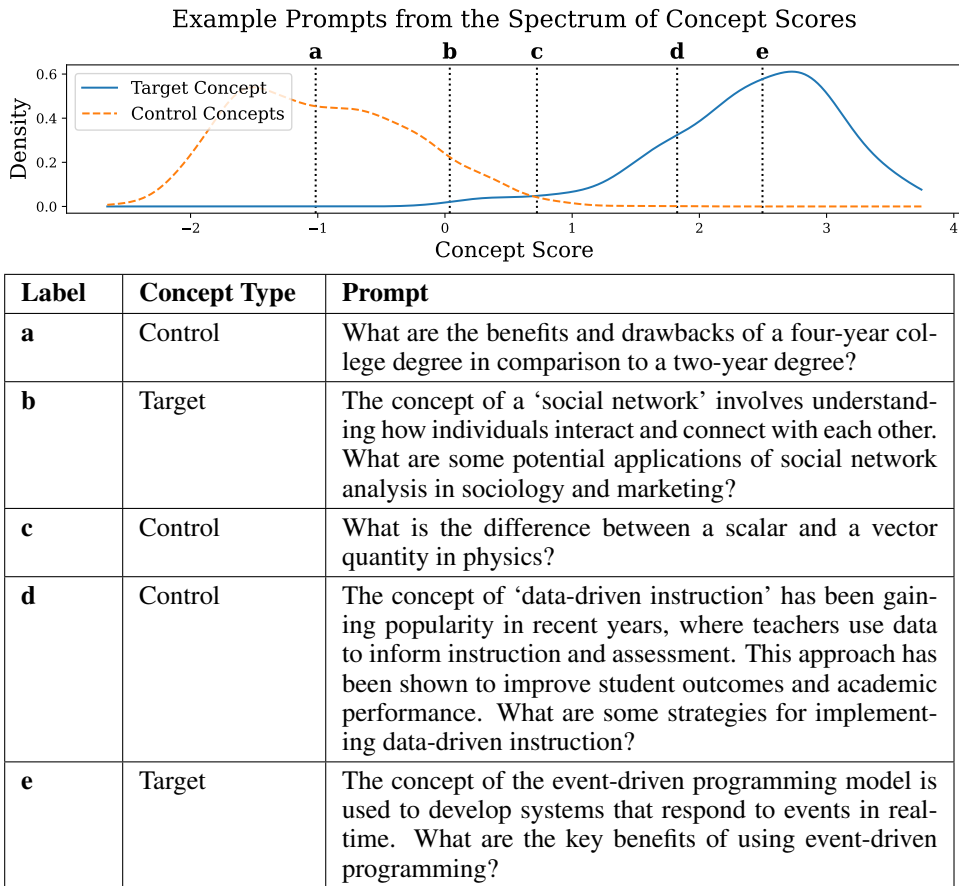 Example Prompts from the Spectrum of Concept Scores
a b c d e
0.6
0.4
0.2
0.0
Density
Target Concept
Control Concepts
−2 −1 0 1 2 3 4
Concept Score
Label Concept Type Prompt
a Control What are the benefits and drawbacks of a four-year col-
lege degree in comparison to a two-year degree?
b Target The concept of a ‘social network’ involves understand-
ing how individuals interact and connect with each other.
What are some potential applications of social network
analysis in sociology and marketing?
c Control What is the difference between a scalar and a vector
quantity in physics?
d Control The concept of ‘data-driven instruction’ has been gain-
ing popularity in recent years, where teachers use data
to inform instruction and assessment. This approach has
been shown to improve student outcomes and academic
performance. What are some strategies for implement-
ing data-driven instruction?
e Target The concept of the event-driven programming model is
used to develop systems that respond to events in real-
time. What are the key benefits of using event-driven
programming?